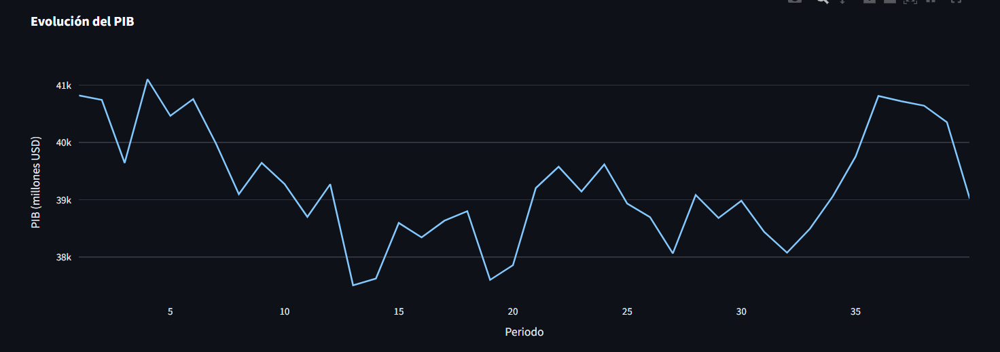 Evolución del PIB
41k
40k
39k
38k
PIB (millones USD)
5 10 15 20 25 30 35
Periodo